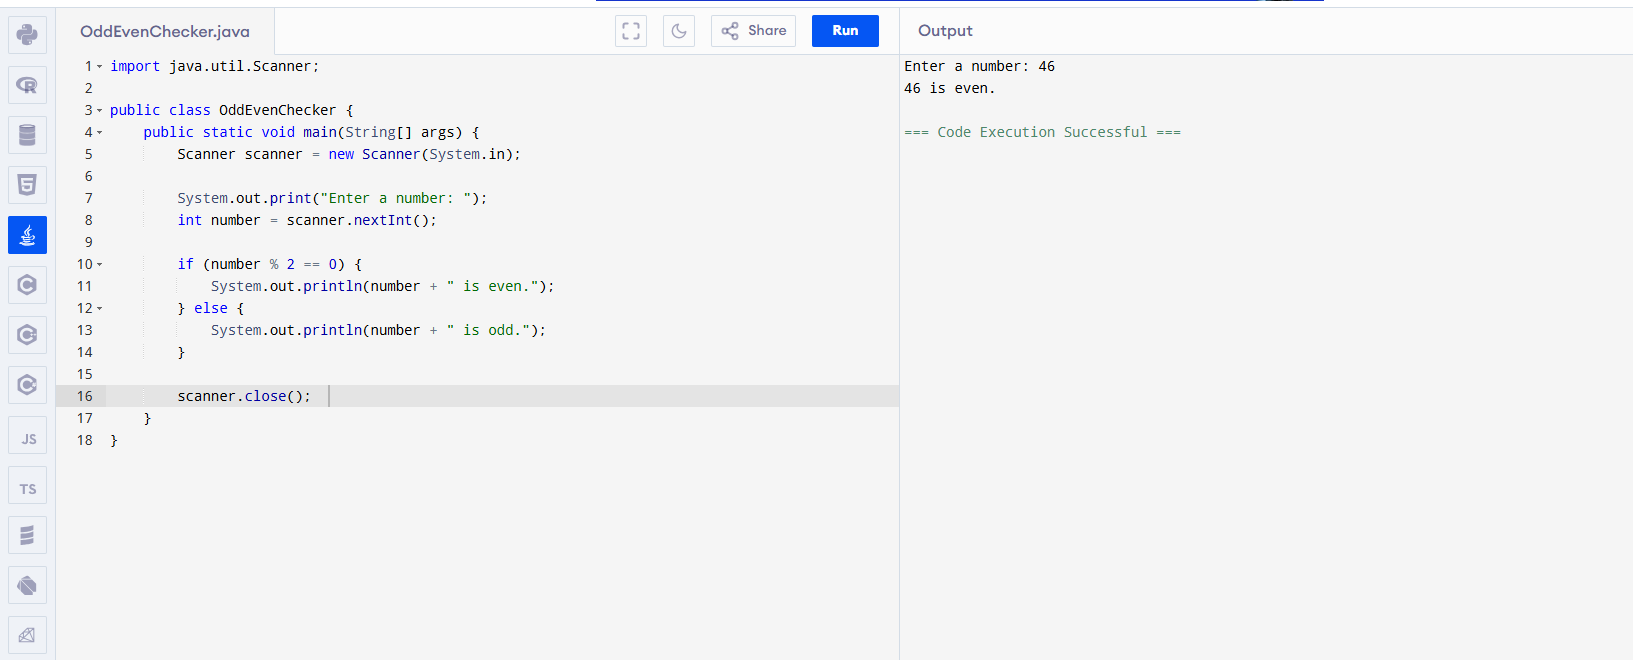 OddEvenChecker.java
Share
Run
Output
1 import java.util.Scanner;
2
3 public class OddEvenChecker {
4     public static void main(String[] args) {
5         Scanner scanner = new Scanner(System.in);
6
7         System.out.print("Enter a number: ");
8         int number = scanner.nextInt();
9
10         if (number % 2 == 0) {
11             System.out.println(number + " is even.");
12         } else {
13             System.out.println(number + " is odd.");
14         }
15
16         scanner.close();
17     }
18 }
Enter a number: 46
46 is even.
=== Code Execution Successful ===
JS
TS